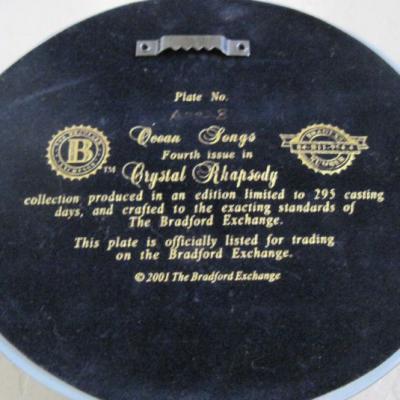 Plate No.
B
TM
Ocean Songs
Fourth issue in
Crystal Rhapsody
collection produced in an edition limited to 295 casting
days, and crafted to the exacting standards of
The Bradford Exchange.
This plate is officially listed for trading
on the Bradford Exchange.
© 2001 The Bradford Exchange